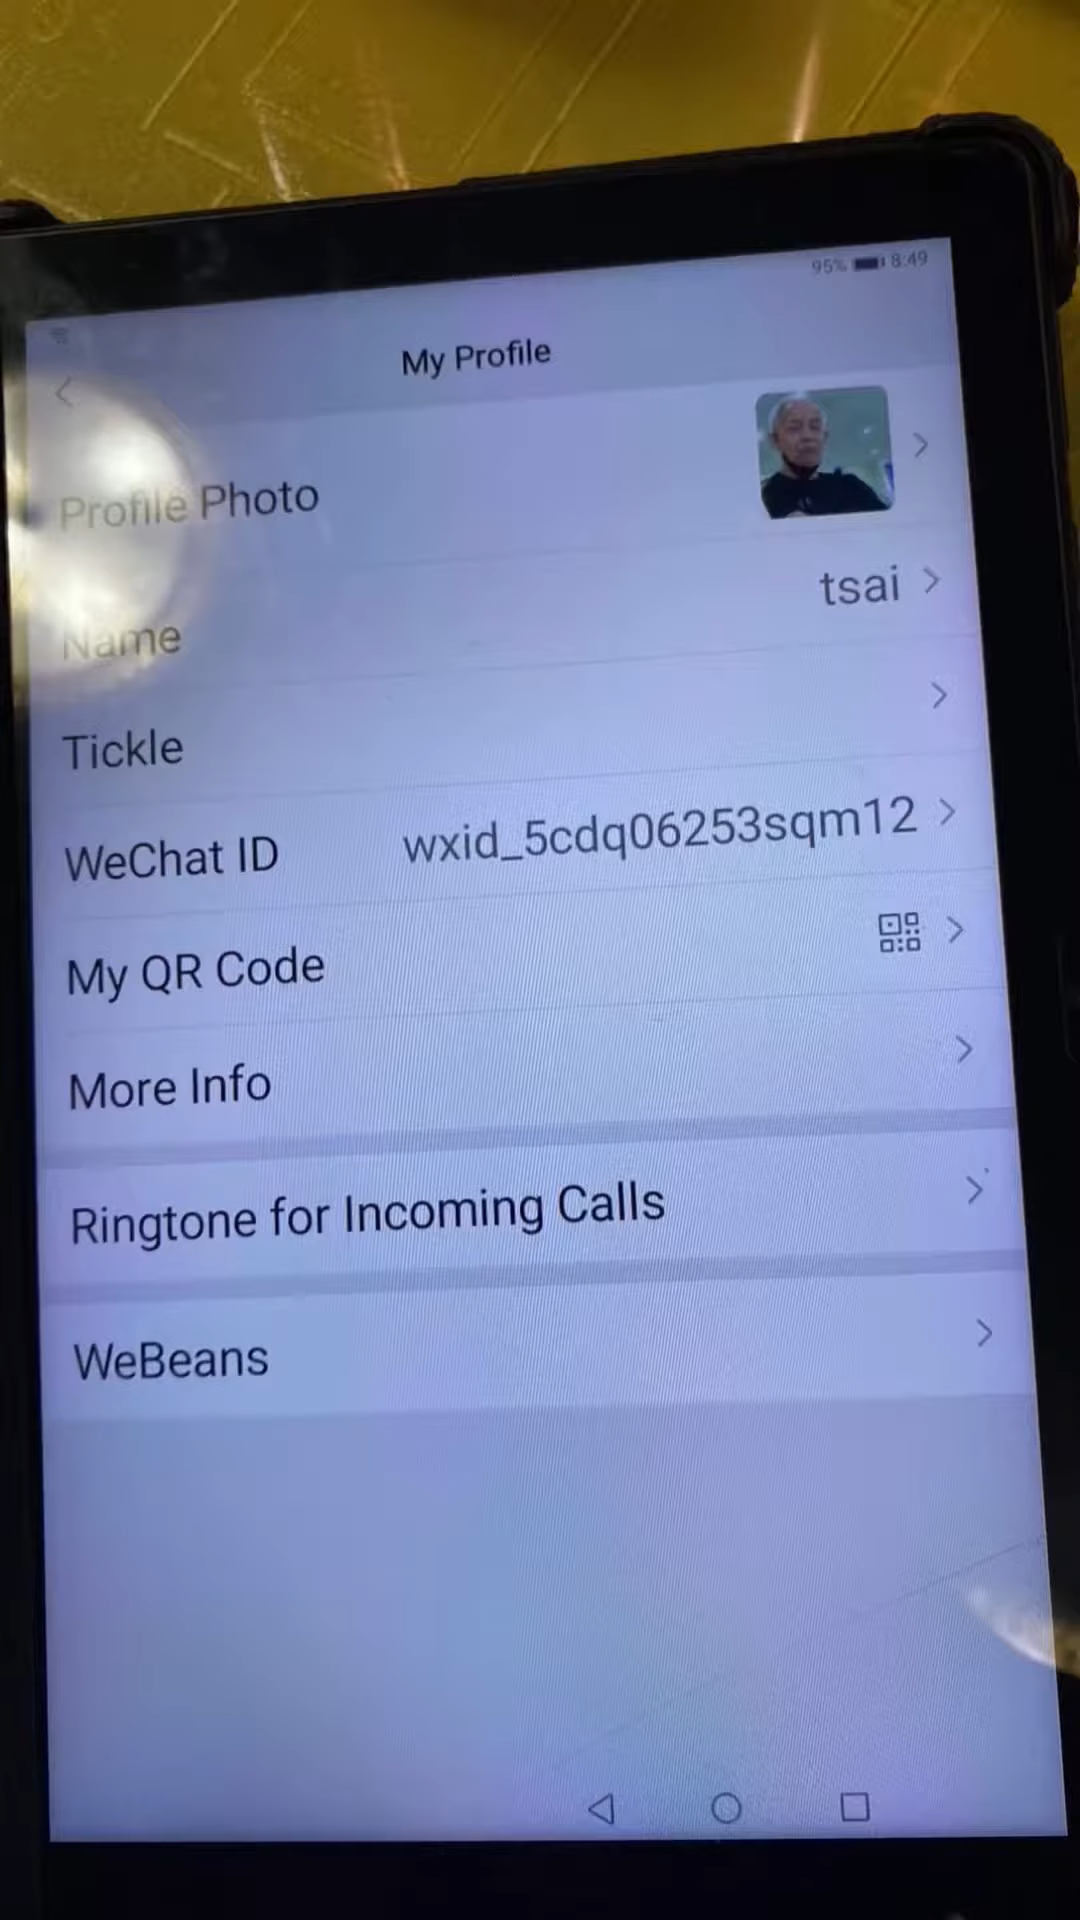 95% 8:49
My Profile
Profile Photo
Name tsai
Tickle
WeChat ID wxid_5cdq06253sqm12
My QR Code
More Info
Ringtone for Incoming Calls
WeBeans